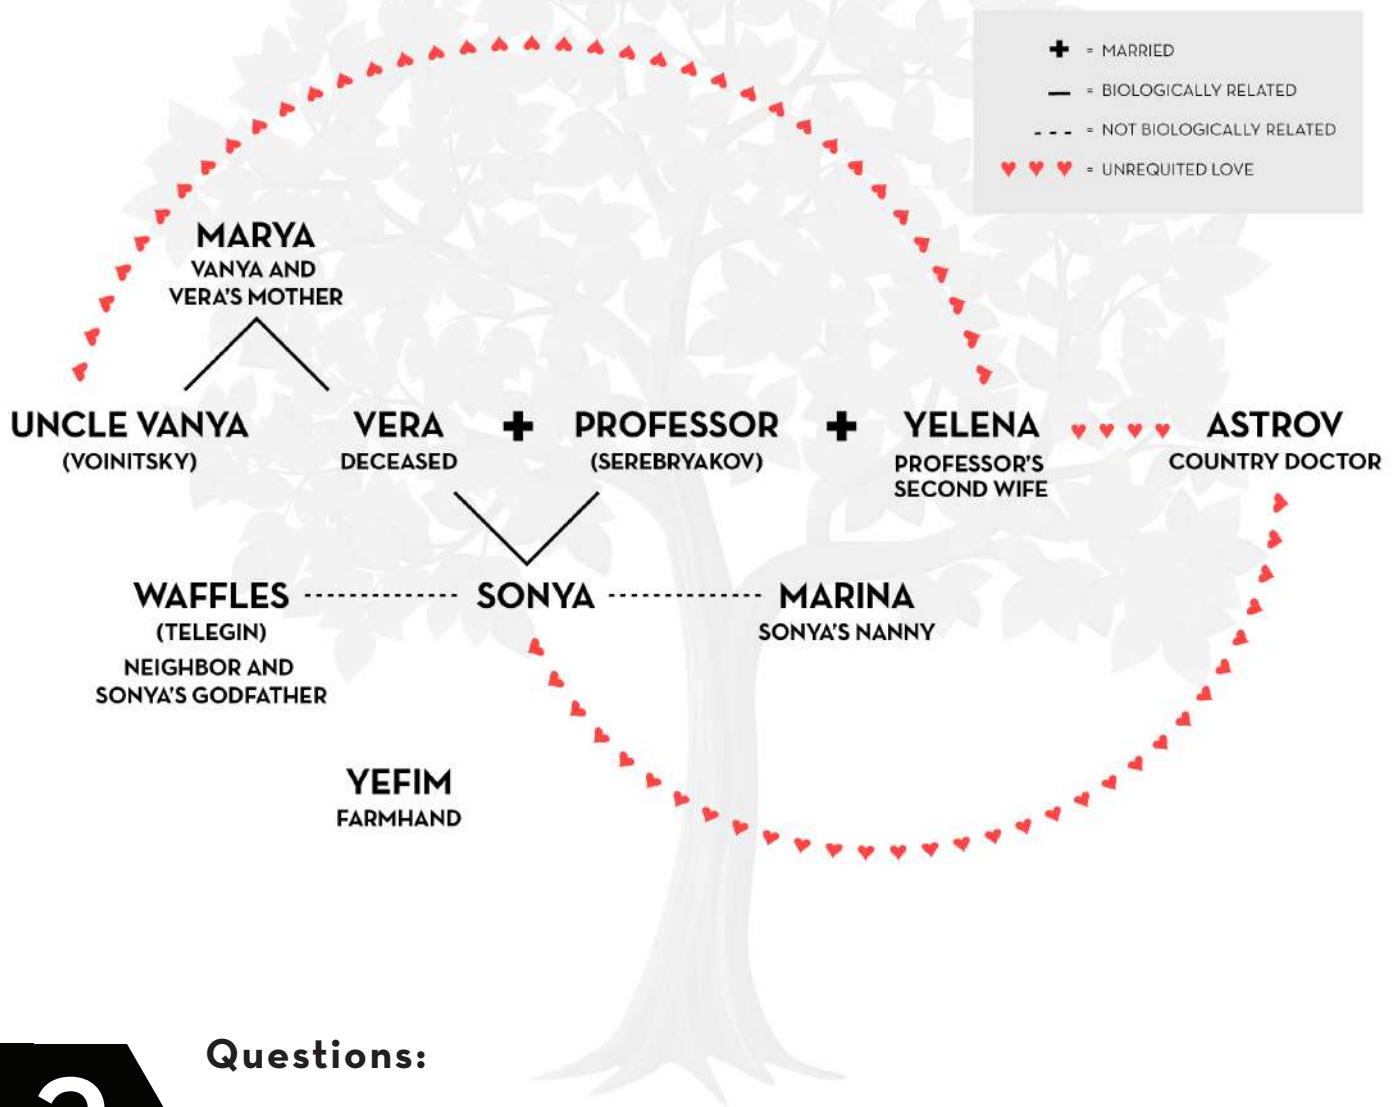 ✚ = MARRIED
— = BIOLOGICALLY RELATED
- - - = NOT BIOLOGICALLY RELATED
♥ ♥ ♥ = UNREQUITED LOVE
MARYA
VANYA AND
VERA'S MOTHER
UNCLE VANYA
(VOINITSKY)
VERA
DECEASED
✚
PROFESSOR
(SEREBRYAKOV)
✚
YELENA
PROFESSOR'S
SECOND WIFE
ASTROV
COUNTRY DOCTOR
WAFFLES
(TELEGIN)
NEIGHBOR AND
SONYA'S GODFATHER
SONYA
MARINA
SONYA'S NANNY
YEFIM
FARMHAND
Questions: